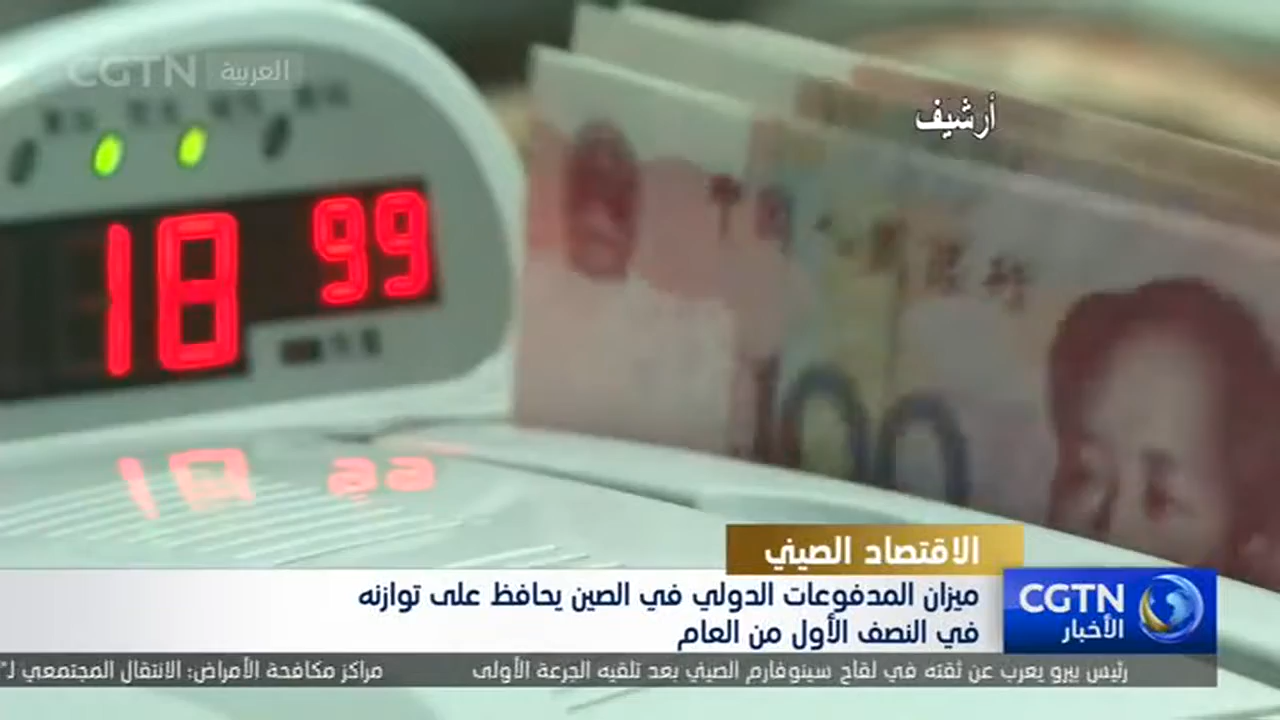 CGTN العربية
أرشيف
18 99
100
الاقتصاد الصيني
ميزان المدفوعات الدولي في الصين يحافظ على توازنه
في النصف الأول من العام
CGTN
الأخبار
رئيس بيرو يعرب عن ثقته في لقاح سينوفارم الصيني بعد تلقيه الجرعة الأولى
مراكز مكافحة الأمراض: الانتقال المجتمعي لـ"